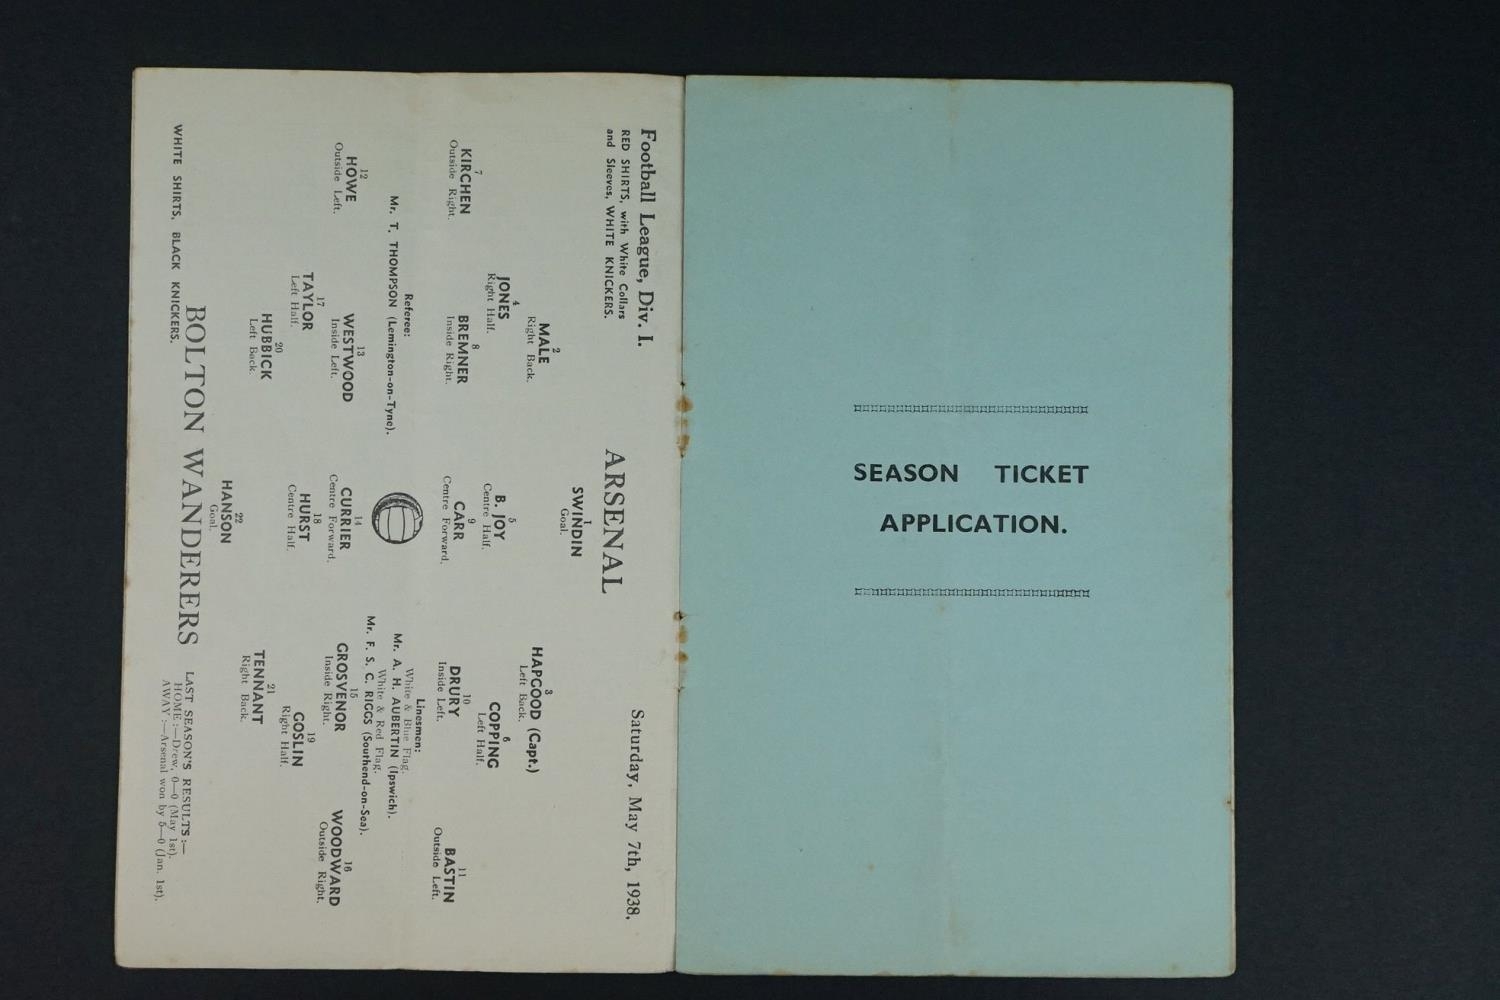 Football League, Div. I.
RED SHIRTS, with White Collars
and Sleeves, WHITE KNICKERS.
Saturday, May 7th, 1938.
ARSENAL
1
SWINDIN
Goal.
2
MALE
Right Back.
3
HAPGOOD (Capt.)
Left Back.
4
JONES
Right Half.
5
B. JOY
Centre Half.
6
COPPING
Left Half.
7
KIRCHEN
Outside Right.
8
BREMNER
Inside Right.
9
CARR
Centre Forward.
10
DRURY
Inside Left.
11
BASTIN
Outside Left.
Referee:
Mr. T. THOMPSON (Lemington-on-Tyne).
Linesmen:
White & Blue Flag.
Mr. A. H. AUBERTIN (Ipswich).
White & Red Flag.
Mr. F. S. C. RIGGS (Southend-on-Sea).
12
HOWE
Outside Left.
13
WESTWOOD
Inside Left.
14
CURRIER
Centre Forward.
15
GROSVENOR
Inside Right.
16
WOODWARD
Outside Right.
17
TAYLOR
Left Half.
18
HURST
Centre Half.
19
GOSLIN
Right Half.
20
HUBBICK
Left Back.
21
TENNANT
Right Back.
22
HANSON
Goal.
BOLTON WANDERERS
WHITE SHIRTS, BLACK KNICKERS.
LAST SEASON'S RESULTS:—
HOME:—Drew, 0—0 (May 1st).
AWAY:—Arsenal won by 5—0 (Jan. 1st).
SEASON TICKET
APPLICATION.